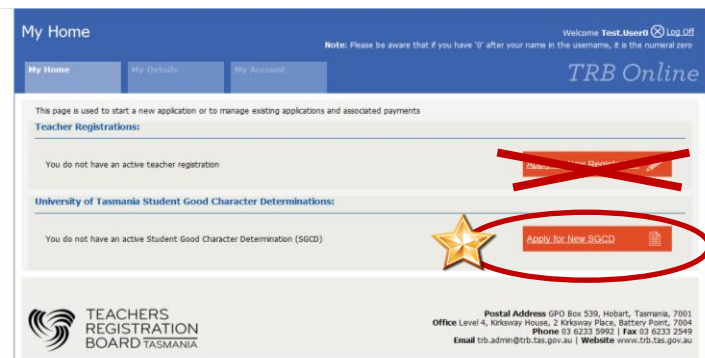 My Home
Welcome Test.User0 Log Off
Note: Please be aware that if you have '0' after your name in the username, it is the numeral zero
My Home My Details My Account
TRB Online
This page is used to start a new application or to manage existing applications and associated payments
Teacher Registrations:
You do not have an active teacher registration
New
University of Tasmania Student Good Character Determinations:
You do not have an active Student Good Character Determination (SGCD)
Apply for New SGCD
TEACHERS
REGISTRATION
BOARD TASMANIA
Postal Address GPO Box 539, Hobart, Tasmania, 7001
Office Level 4, Kirksway House, 2 Kirksway Place, Battery Point, 7004
Phone 03 6233 5992 | Fax 03 6233 2549
Email trb.admin@trb.tas.gov.au | Website www.trb.tas.gov.au